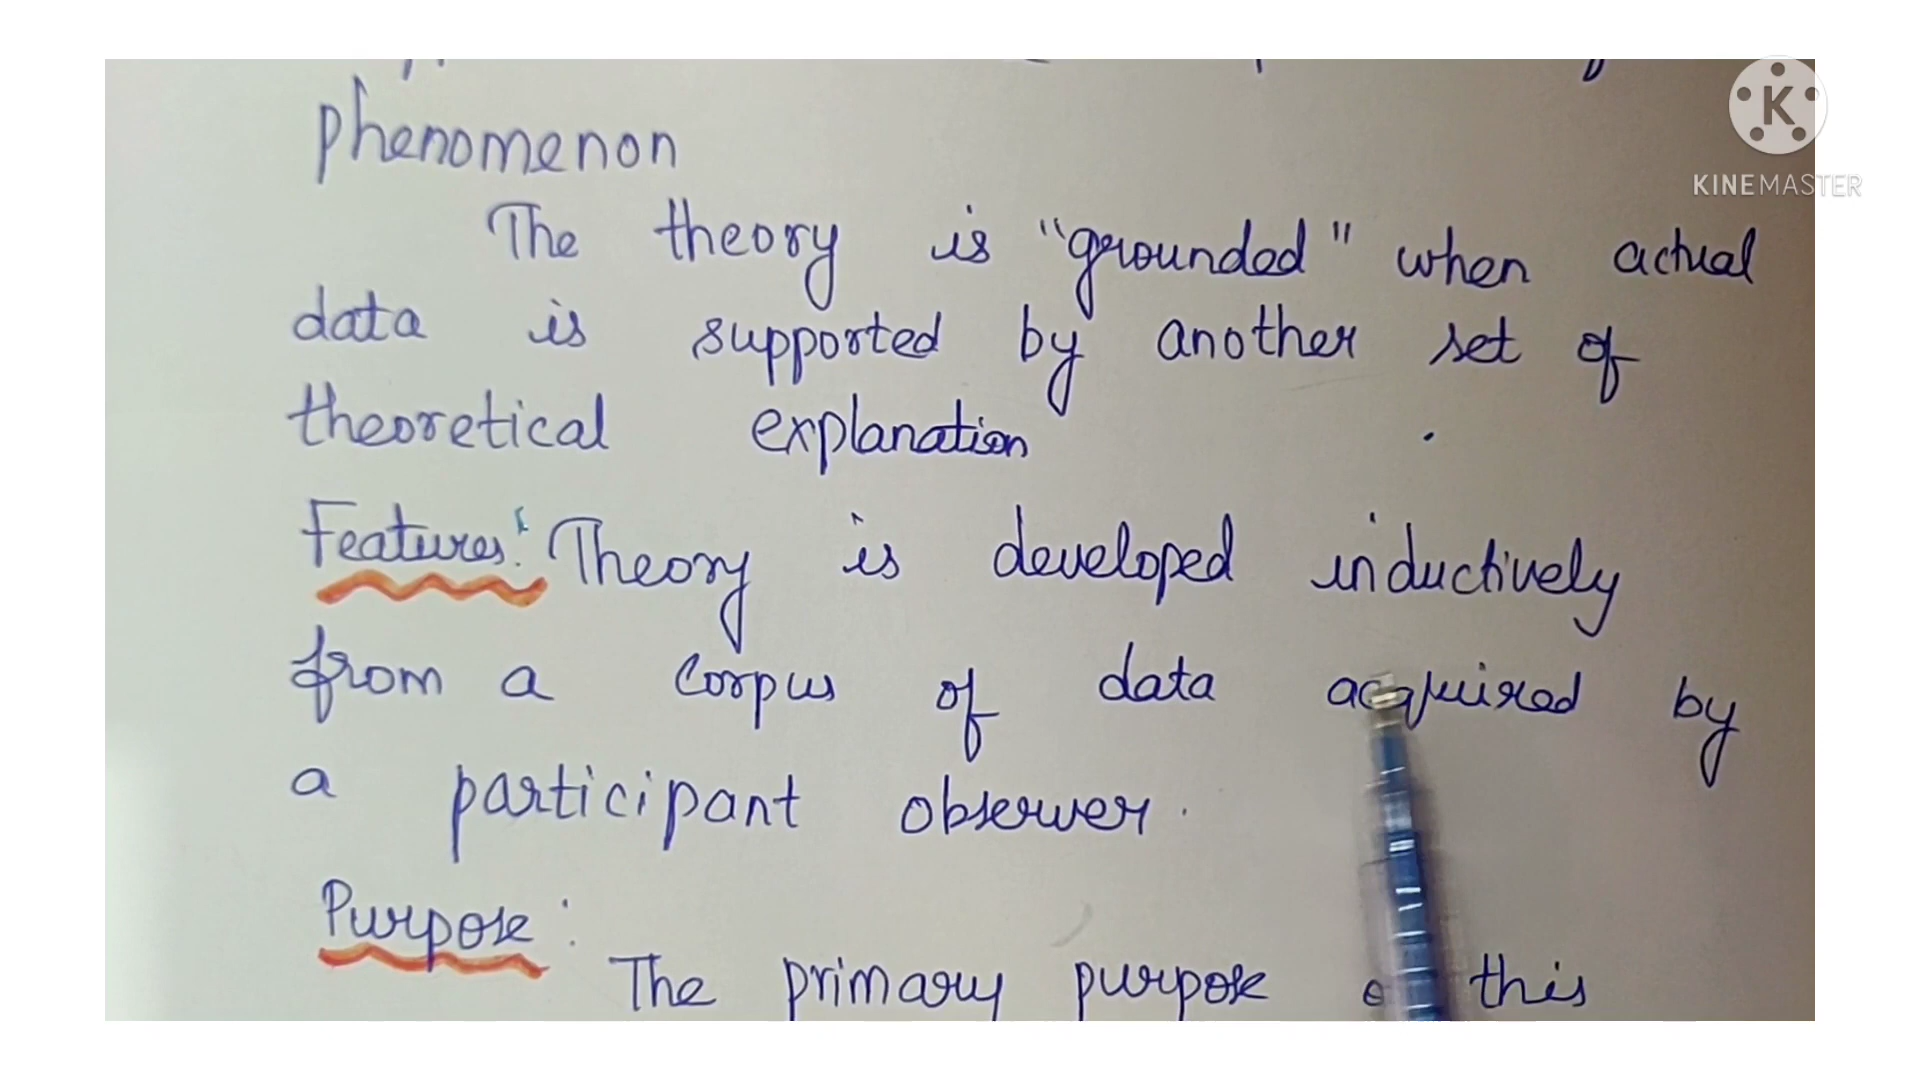 phenomenon
The theory is "grounded" when actual
data is supported by another set of
theoretical explanation
Features: Theory is developed inductively
from a corpus of data acquired by
a participant observer.
Purpose:
The primary purpose this
KINEMASTER